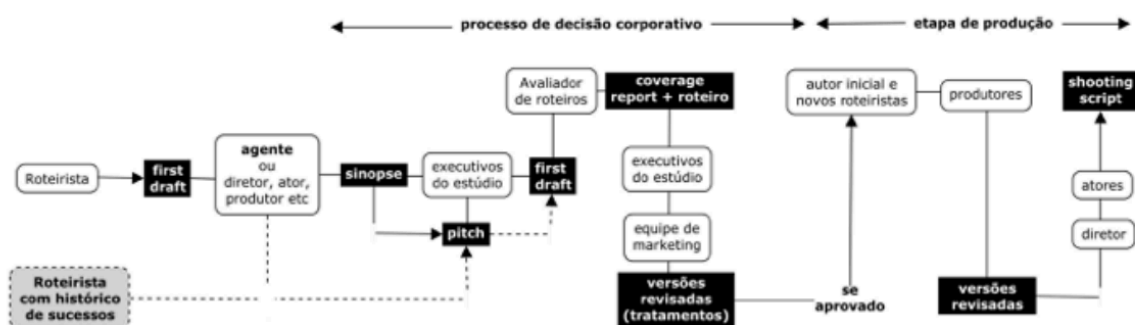 processo de decisão corporativo
etapa de produção
Roteirista
first
draft
agente
ou
diretor, ator,
produtor etc
sinopse
executivos
do estúdio
pitch
first
draft
Avaliador
de roteiros
coverage
report + roteiro
executivos
do estúdio
equipe de
marketing
versões
revisadas
(tratamentos)
se
aprovado
autor inicial e
novos roteiristas
produtores
versões
revisadas
diretor
atores
shooting
script
Roteirista
com histórico
de sucessos